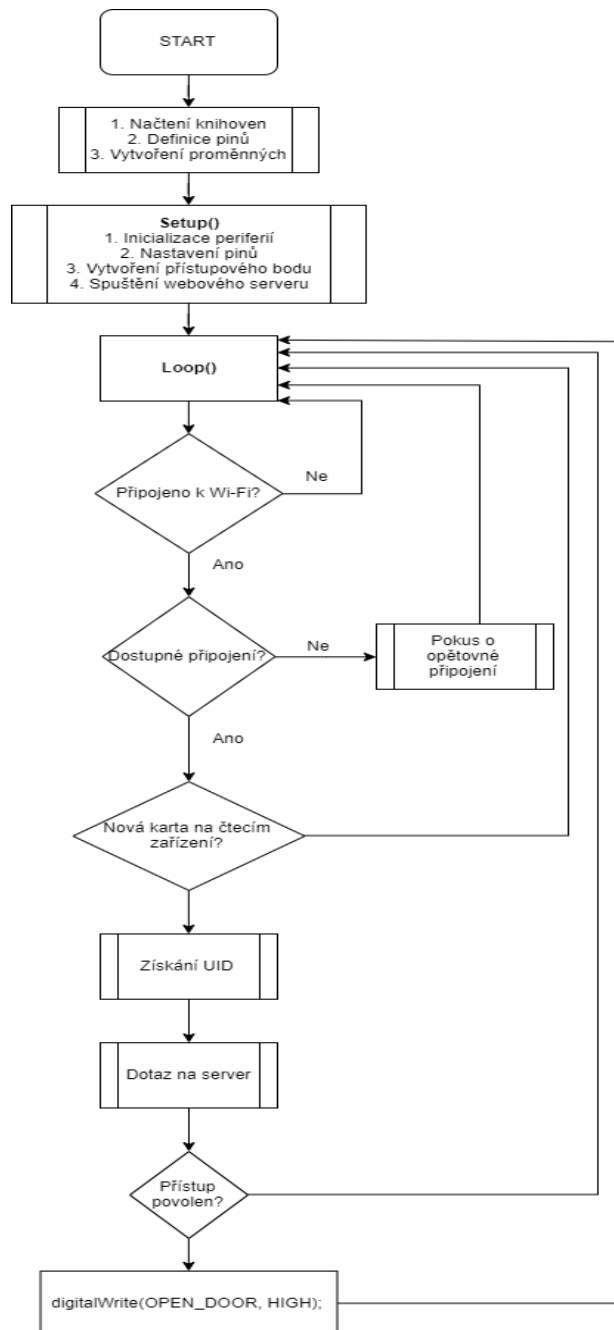 START
1. Načtení knihoven
2. Definice pinů
3. Vytvoření proměnných
Setup()
1. Inicializace periferií
2. Nastavení pinů
3. Vytvoření přístupového bodu
4. Spuštění webového serveru
Loop()
Připojeno k Wi-Fi?
Ne
Ano
Dostupné připojení?
Ne
Pokus o
opětovné
připojení
Ano
Nová karta na čtecím
zařízení?
Získání UID
Dotaz na server
Přístup
povolen?
digitalWrite(OPEN_DOOR, HIGH);